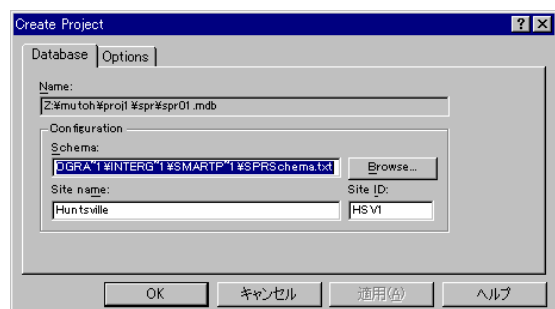 Create Project
Database Options
Name:
Z:¥mutoh¥proj1¥spr¥spr01.mdb
Configuration
Schema:
OGRA~1¥INTERG~1¥SMARTP~1¥SPRSchema.txt Browse...
Site name: Site ID:
Huntsville HSV1
OK キャンセル 適用(A) ヘルプ